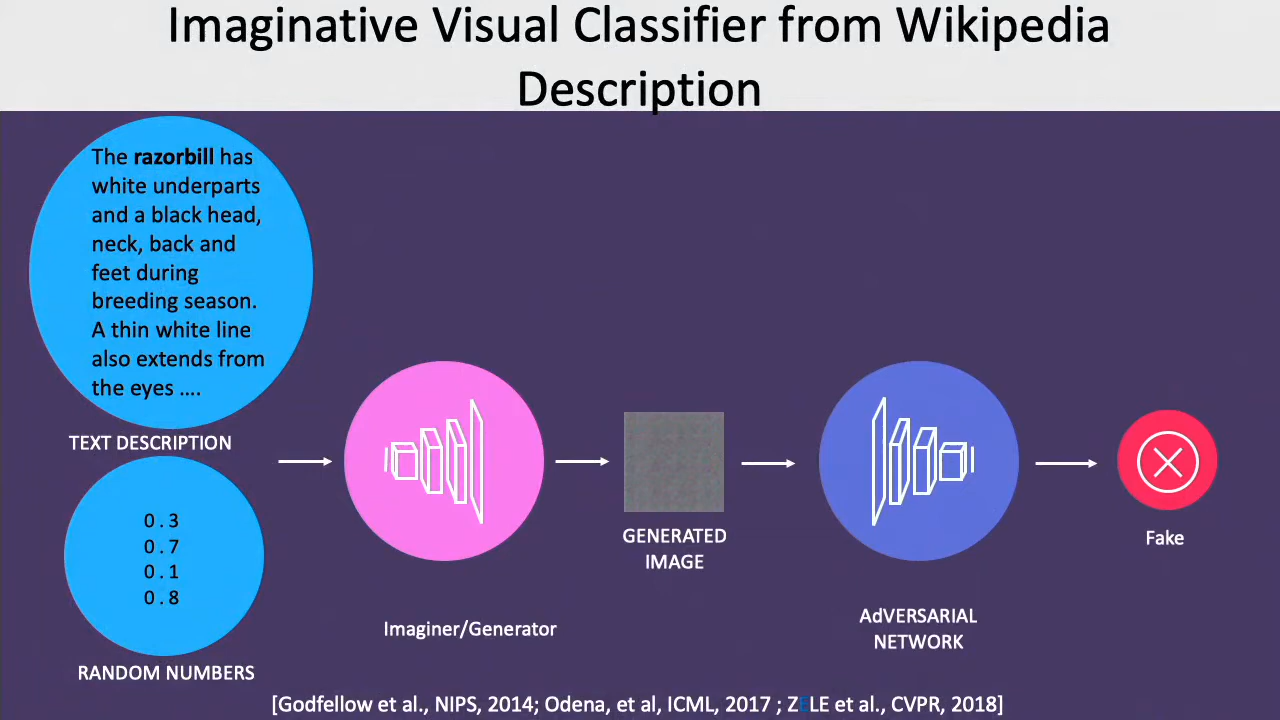 Imaginative Visual Classifier from Wikipedia
Description
The razorbill has
white underparts
and a black head,
neck, back and
feet during
breeding season.
A thin white line
also extends from
the eyes ....
TEXT DESCRIPTION
0.3
0.7
0.1
0.8
RANDOM NUMBERS
Imaginer/Generator
GENERATED
IMAGE
AdVERSARIAL
NETWORK
Fake
[Godfellow et al., NIPS, 2014; Odena, et al, ICML, 2017 ; ZELE et al., CVPR, 2018]